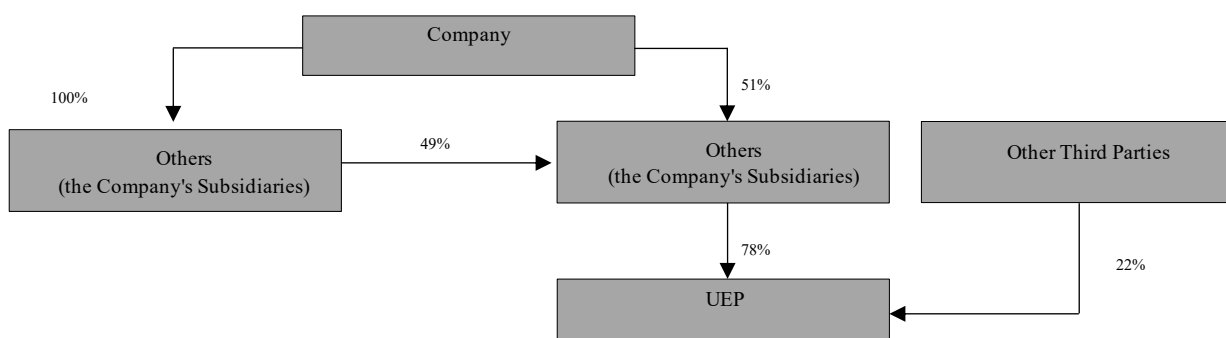 Company
100%
51%
Others
(the Company's Subsidiaries)
49%
Others
(the Company's Subsidiaries)
Other Third Parties
78%
22%
UEP